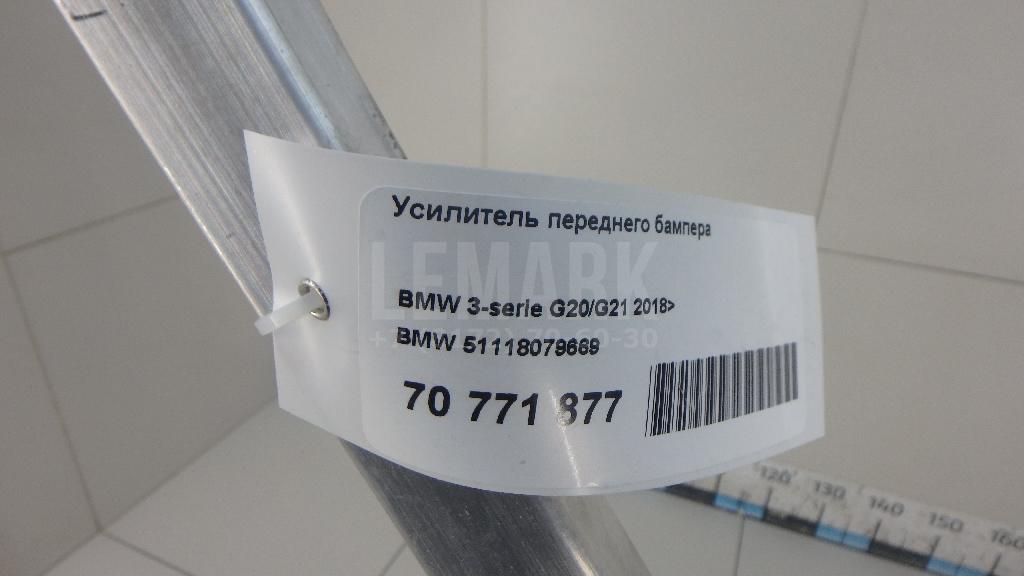 Усилитель переднего бампера
LEMARK
BMW 3-serie G20/G21 2018>
BMW 51118079669
70 771 877
120 130 140 150 160